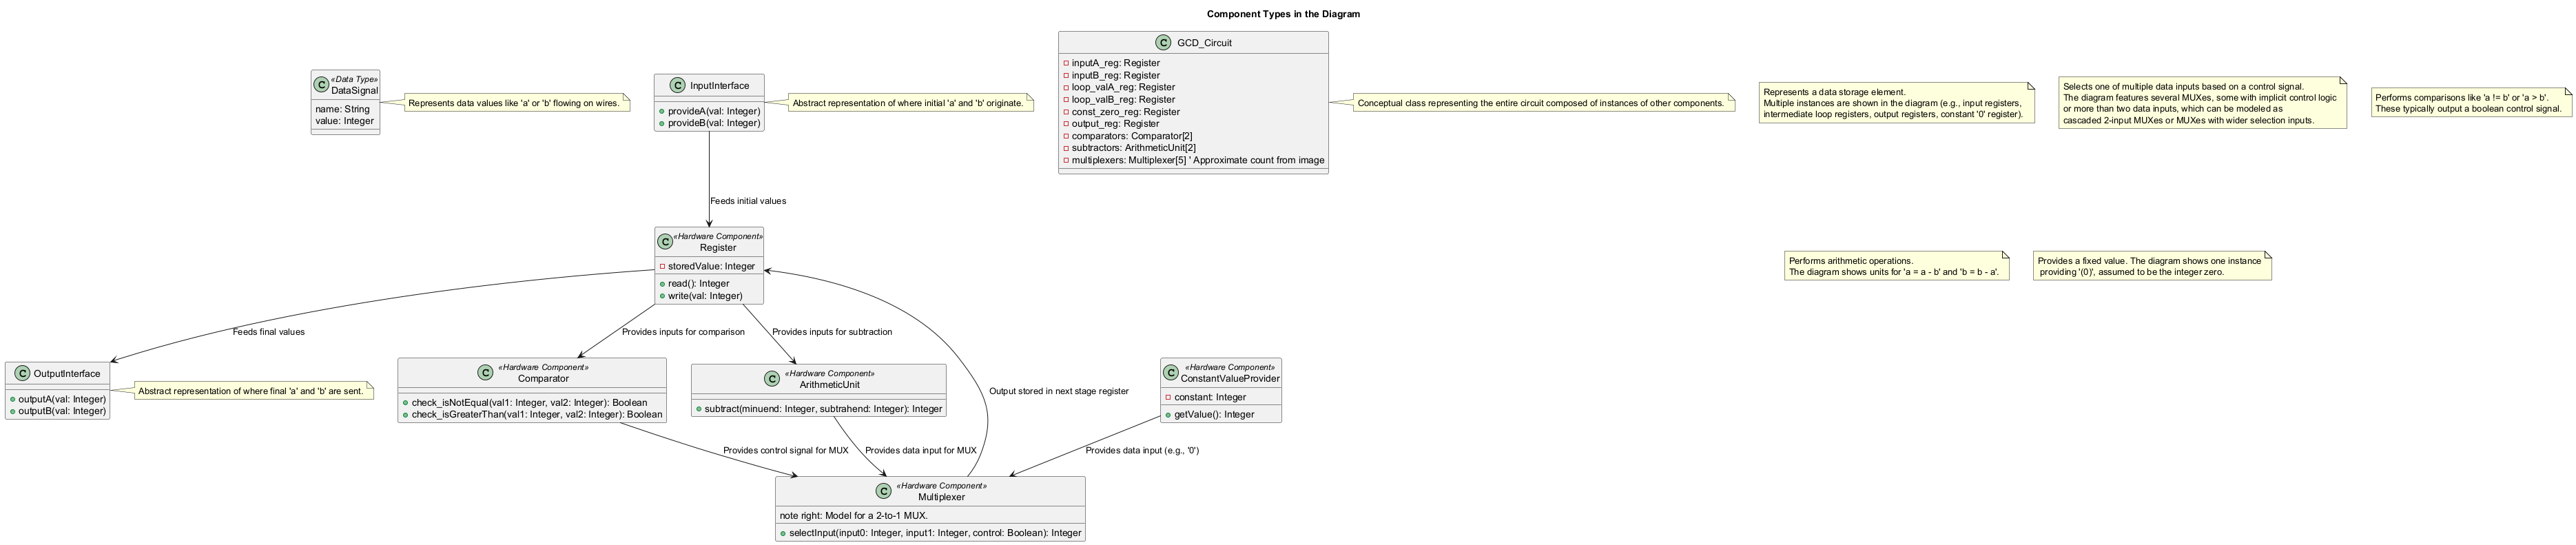 Component Types in the Diagram
«Data Type»
DataSignal
name: String
value: Integer
Represents data values like 'a' or 'b' flowing on wires.
InputInterface
provideA(val: Integer)
provideB(val: Integer)
Abstract representation of where initial 'a' and 'b' originate.
GCD_Circuit
inputA_reg: Register
inputB_reg: Register
loop_valA_reg: Register
loop_valB_reg: Register
const_zero_reg: Register
output_reg: Register
comparators: Comparator[2]
subtractors: ArithmeticUnit[2]
multiplexers: Multiplexer[5] ' Approximate count from image
Conceptual class representing the entire circuit composed of instances of other components.
Represents a data storage element.
Multiple instances are shown in the diagram (e.g., input registers,
intermediate loop registers, output registers, constant '0' register).
Selects one of multiple data inputs based on a control signal.
The diagram features several MUXes, some with implicit control logic
or more than two data inputs, which can be modeled as
cascaded 2-input MUXes or MUXes with wider selection inputs.
Performs comparisons like 'a != b' or 'a > b'.
These typically output a boolean control signal.
Feeds initial values
«Hardware Component»
Register
storedValue: Integer
read(): Integer
write(val: Integer)
Performs arithmetic operations.
The diagram shows units for 'a = a - b' and 'b = b - a'.
Provides a fixed value. The diagram shows one instance
providing '(0)', assumed to be the integer zero.
Feeds final values
Provides inputs for comparison
Provides inputs for subtraction
OutputInterface
outputA(val: Integer)
outputB(val: Integer)
Abstract representation of where final 'a' and 'b' are sent.
«Hardware Component»
Comparator
check_isNotEqual(val1: Integer, val2: Integer): Boolean
check_isGreaterThan(val1: Integer, val2: Integer): Boolean
«Hardware Component»
ArithmeticUnit
subtract(minuend: Integer, subtrahend: Integer): Integer
Output stored in next stage register
«Hardware Component»
ConstantValueProvider
constant: Integer
getValue(): Integer
Provides control signal for MUX
Provides data input for MUX
Provides data input (e.g., '0')
«Hardware Component»
Multiplexer
note right: Model for a 2-to-1 MUX.
selectInput(input0: Integer, input1: Integer, control: Boolean): Integer